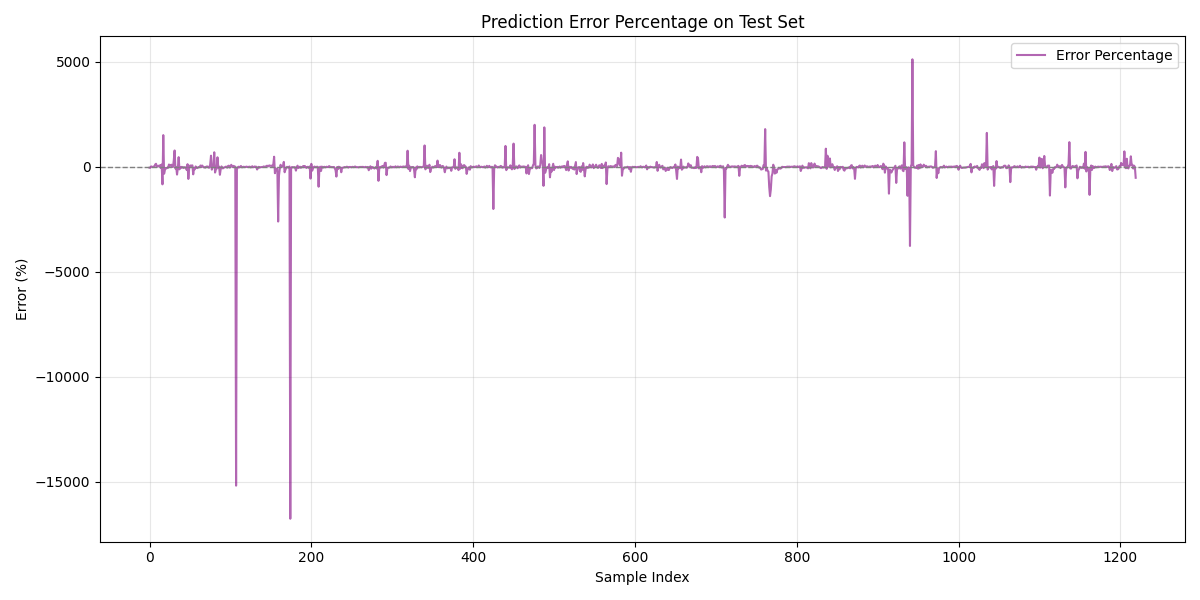 Prediction Error Percentage on Test Set
Error Percentage
Error (%)
5000
0
−5000
−10000
−15000
0 200 400 600 800 1000 1200
Sample Index